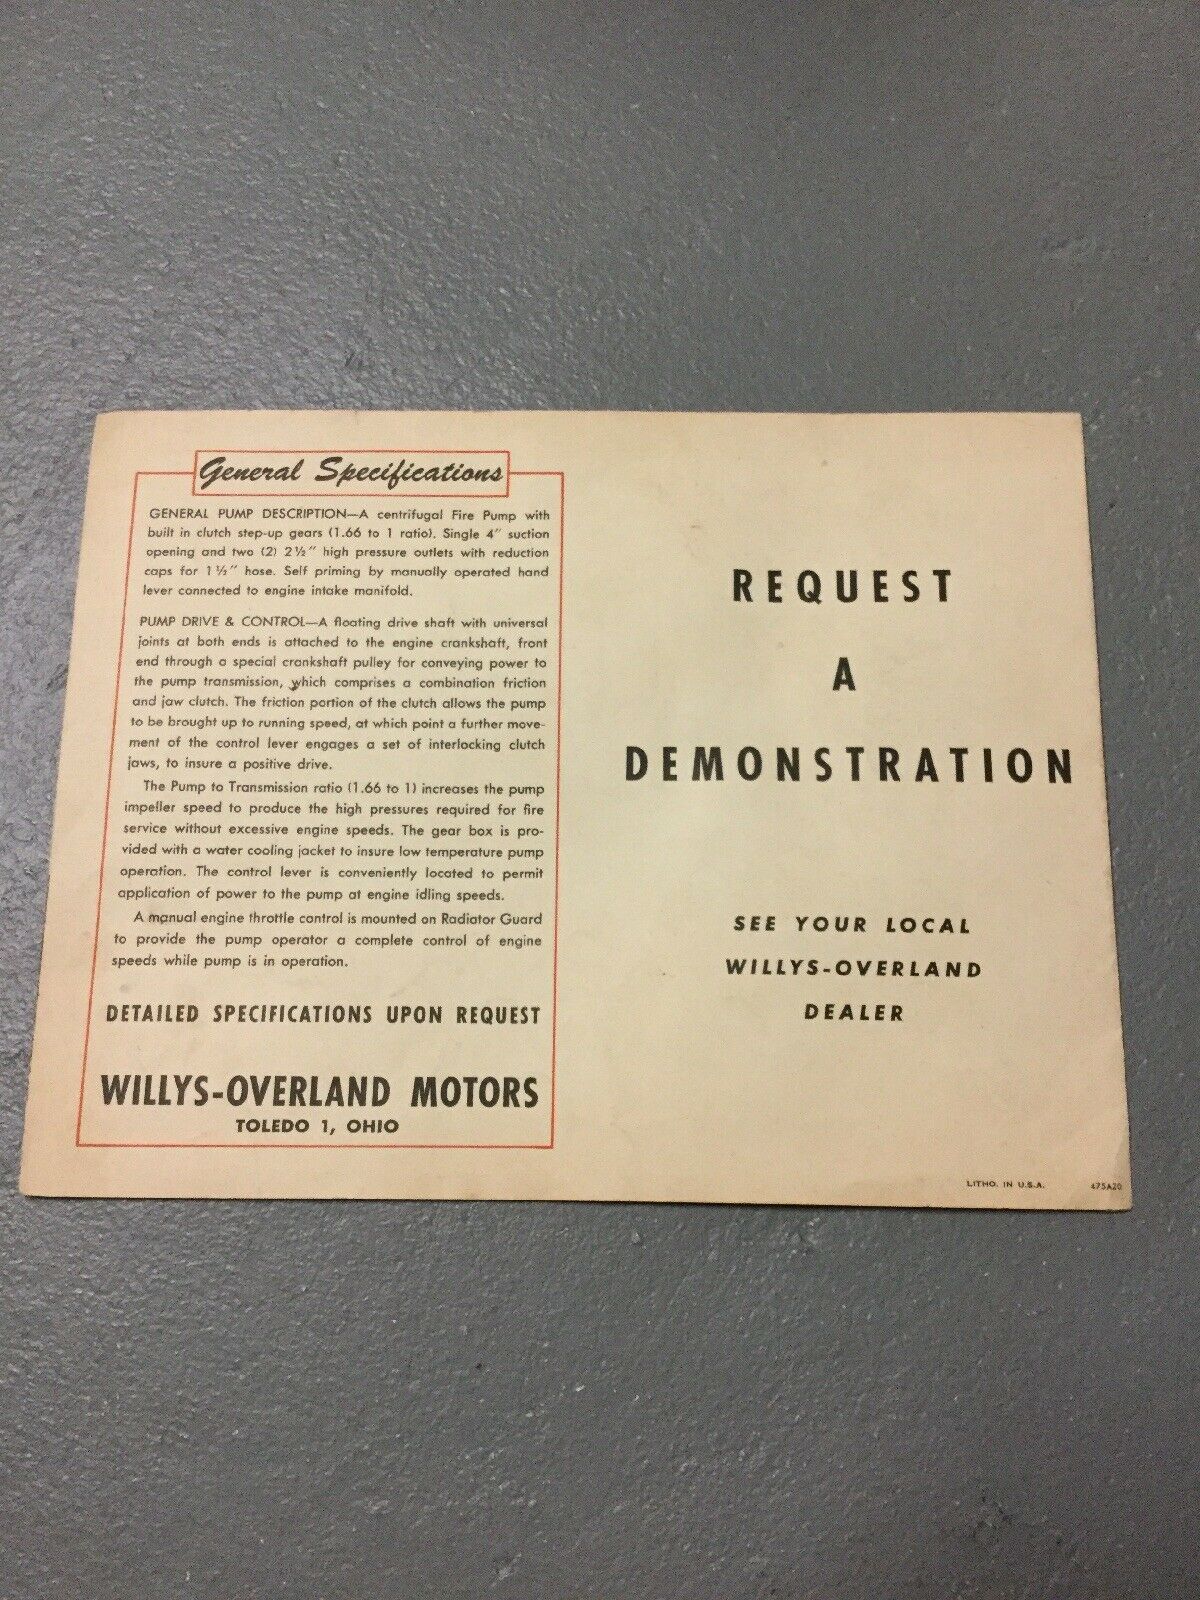 General Specifications
GENERAL PUMP DESCRIPTION—A centrifugal Fire Pump with
built in clutch step-up gears (1.66 to 1 ratio). Single 4" suction
opening and two (2) 2½" high pressure outlets with reduction
caps for 1½" hose. Self priming by manually operated hand
lever connected to engine intake manifold.
PUMP DRIVE & CONTROL—A floating drive shaft with universal
joints at both ends is attached to the engine crankshaft, front
end through a special crankshaft pulley for conveying power to
the pump transmission, which comprises a combination friction
and jaw clutch. The friction portion of the clutch allows the pump
to be brought up to running speed, at which point a further move-
ment of the control lever engages a set of interlocking clutch
jaws, to insure a positive drive.
The Pump to Transmission ratio (1.66 to 1) increases the pump
impeller speed to produce the high pressures required for fire
service without excessive engine speeds. The gear box is pro-
vided with a water cooling jacket to insure low temperature pump
operation. The control lever is conveniently located to permit
application of power to the pump at engine idling speeds.
A manual engine throttle control is mounted on Radiator Guard
to provide the pump operator a complete control of engine
speeds while pump is in operation.
DETAILED SPECIFICATIONS UPON REQUEST
WILLYS-OVERLAND MOTORS
TOLEDO 1, OHIO
REQUEST
A
DEMONSTRATION
SEE YOUR LOCAL
WILLYS-OVERLAND
DEALER
LITHO. IN U.S.A. 475A20